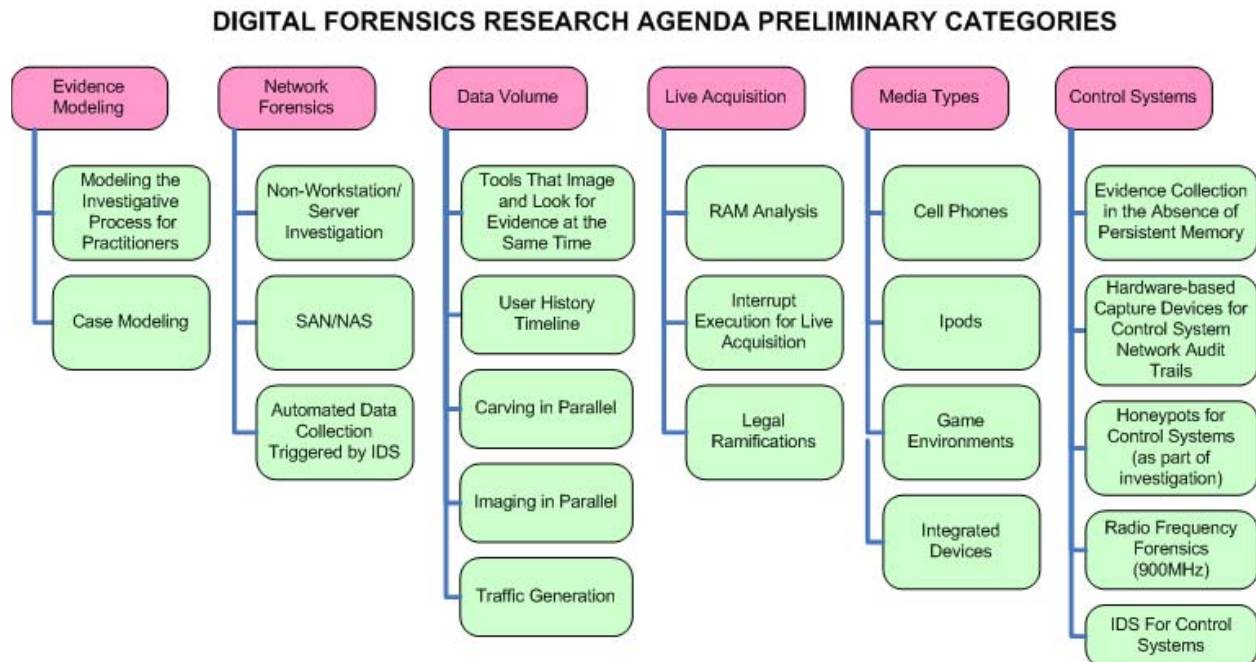 DIGITAL FORENSICS RESEARCH AGENDA PRELIMINARY CATEGORIES
Evidence
Modeling
Modeling the
Investigative
Process for
Practitioners
Case Modeling
Network
Forensics
Non-Workstation/
Server
Investigation
SAN/NAS
Automated Data
Collection
Triggered by IDS
Data Volume
Tools That Image
and Look for
Evidence at the
Same Time
User History
Timeline
Carving in Parallel
Imaging in Parallel
Traffic Generation
Live Acquisition
RAM Analysis
Interrupt
Execution for Live
Acquisition
Legal
Ramifications
Media Types
Cell Phones
Ipods
Game
Environments
Integrated
Devices
Control Systems
Evidence Collection
in the Absence of
Persistent Memory
Hardware-based
Capture Devices for
Control System
Network Audit
Trails
Honeypots for
Control Systems
(as part of
investigation)
Radio Frequency
Forensics
(900MHz)
IDS For Control
Systems